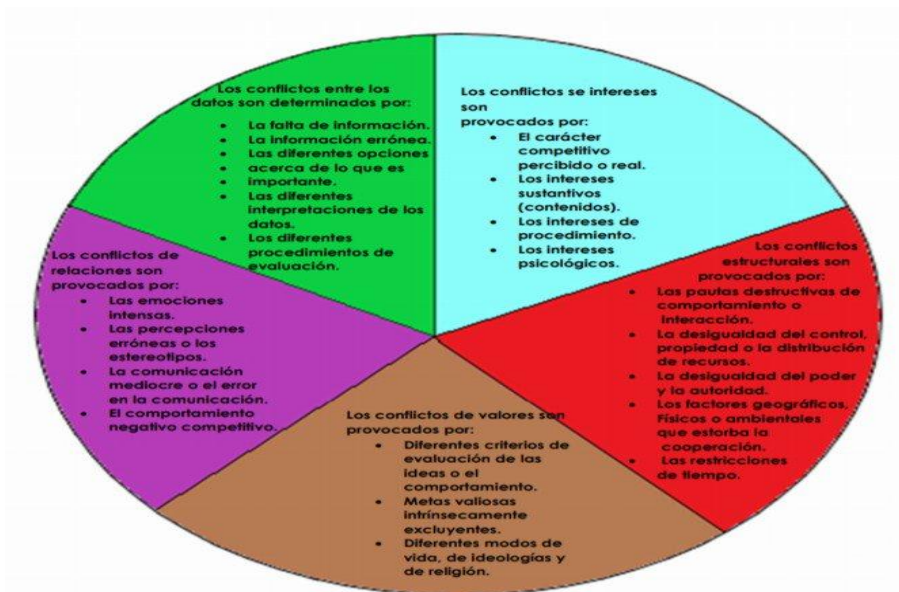 Los conflictos entre los
datos son determinados por:
• La falta de información.
• La información errónea.
• Las diferentes opciones
• acerca de lo que es
• importante.
• Las diferentes
interpretaciones de los
datos.
• Los diferentes
procedimientos de
evaluación.
Los conflictos se intereses
son
provocados por:
• El carácter
competitivo
percibido o real.
• Los intereses
sustantivos
(contenidos).
• Los intereses de
procedimiento.
• Los intereses
psicológicos.
Los conflictos
estructurales son
provocados por:
• Las pautas destructivas de
comportamiento o
interacción.
• La desigualdad del control,
propiedad o la distribución
de recursos.
• La desigualdad del poder
y la autoridad.
• Los factores geográficos,
Físicos o ambientales
que estorba la
cooperación.
• Las restricciones
de tiempo.
Los conflictos de valores son
provocados por:
• Diferentes criterios de
evaluación de las
ideas o el
comportamiento.
• Metas valiosas
intrínsecamente
excluyentes.
• Diferentes modos de
vida, de ideologías y
de religión.
Los conflictos de
relaciones son
provocados por:
• Las emociones
intensas.
• Las percepciones
erróneas o los
estereotipos.
• La comunicación
mediocre o el error
en la comunicación.
• El comportamiento
negativo competitivo.